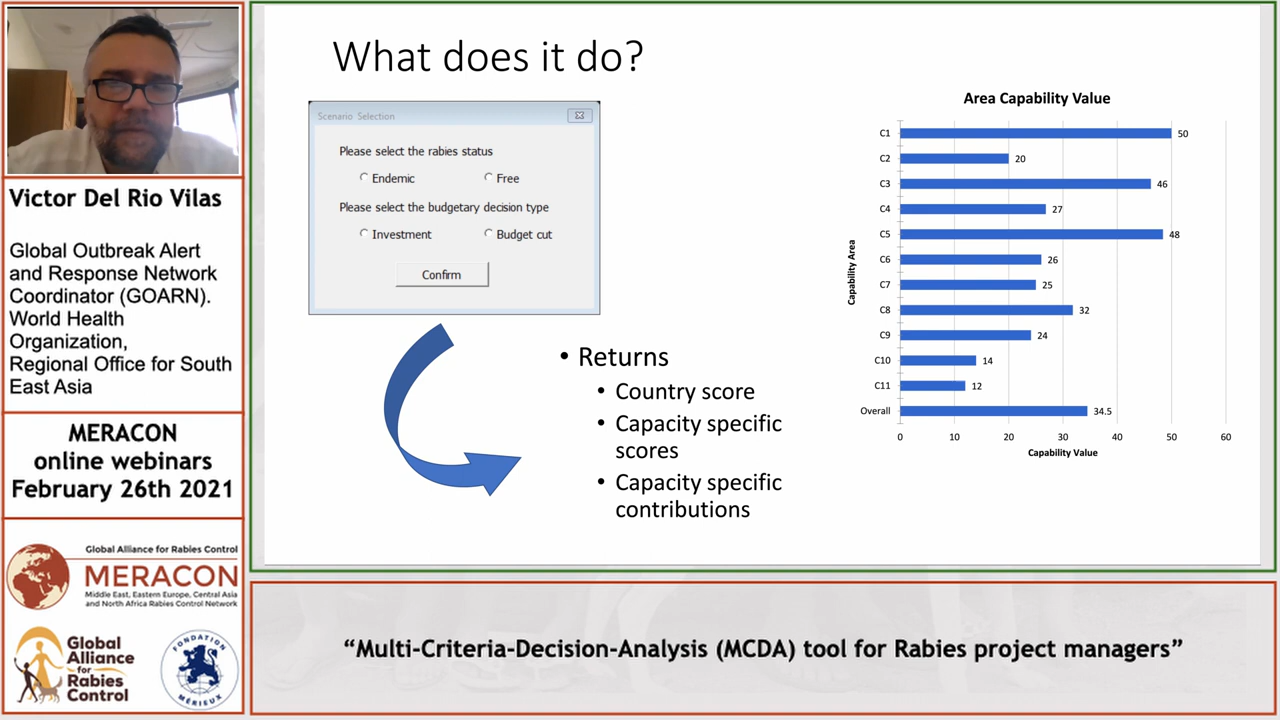 Victor Del Rio Vilas
Global Outbreak Alert
and Response Network
Coordinator (GOARN).
World Health
Organization,
Regional Office for South
East Asia
MERACON
online webinars
February 26th 2021
Global Alliance for Rabies Control
MERACON
Middle East, Eastern Europe, Central Asia
and North Africa Rabies Control Network
Global
Alliance
for
Rabies
Control
FONDATION
MÉRIEUX
What does it do?
Scenario Selection
Please select the rabies status
Endemic
Free
Please select the budgetary decision type
Investment
Budget cut
Confirm
• Returns
• Country score
• Capacity specific
scores
• Capacity specific
contributions
Area Capability Value
Capability Area
C1 50
C2 20
C3 46
C4 27
C5 48
C6 26
C7 25
C8 32
C9 24
C10 14
C11 12
Overall 34.5
0 10 20 30 40 50 60
Capability Value
“Multi-Criteria-Decision-Analysis (MCDA) tool for Rabies project managers”